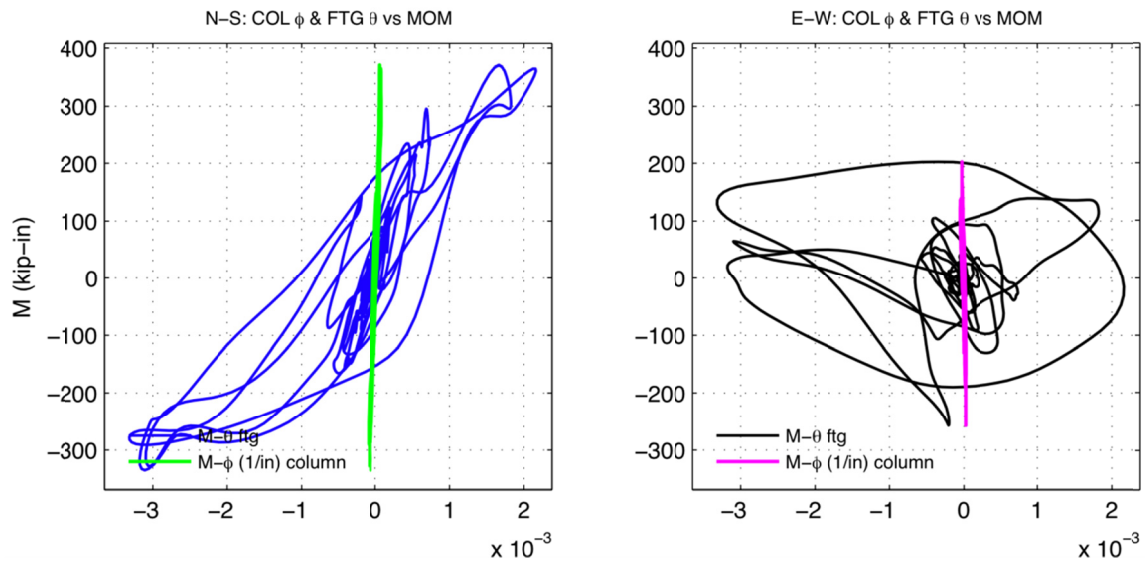 N−S: COL ϕ & FTG θ vs MOM
400
300
200
100
0
−100
−200
−300
M (kip−in)
M−θ ftg
M−ϕ (1/in) column
−3 −2 −1 0 1 2
x 10⁻³
E−W: COL ϕ & FTG θ vs MOM
400
300
200
100
0
−100
−200
−300
M−θ ftg
M−ϕ (1/in) column
−3 −2 −1 0 1 2
x 10⁻³